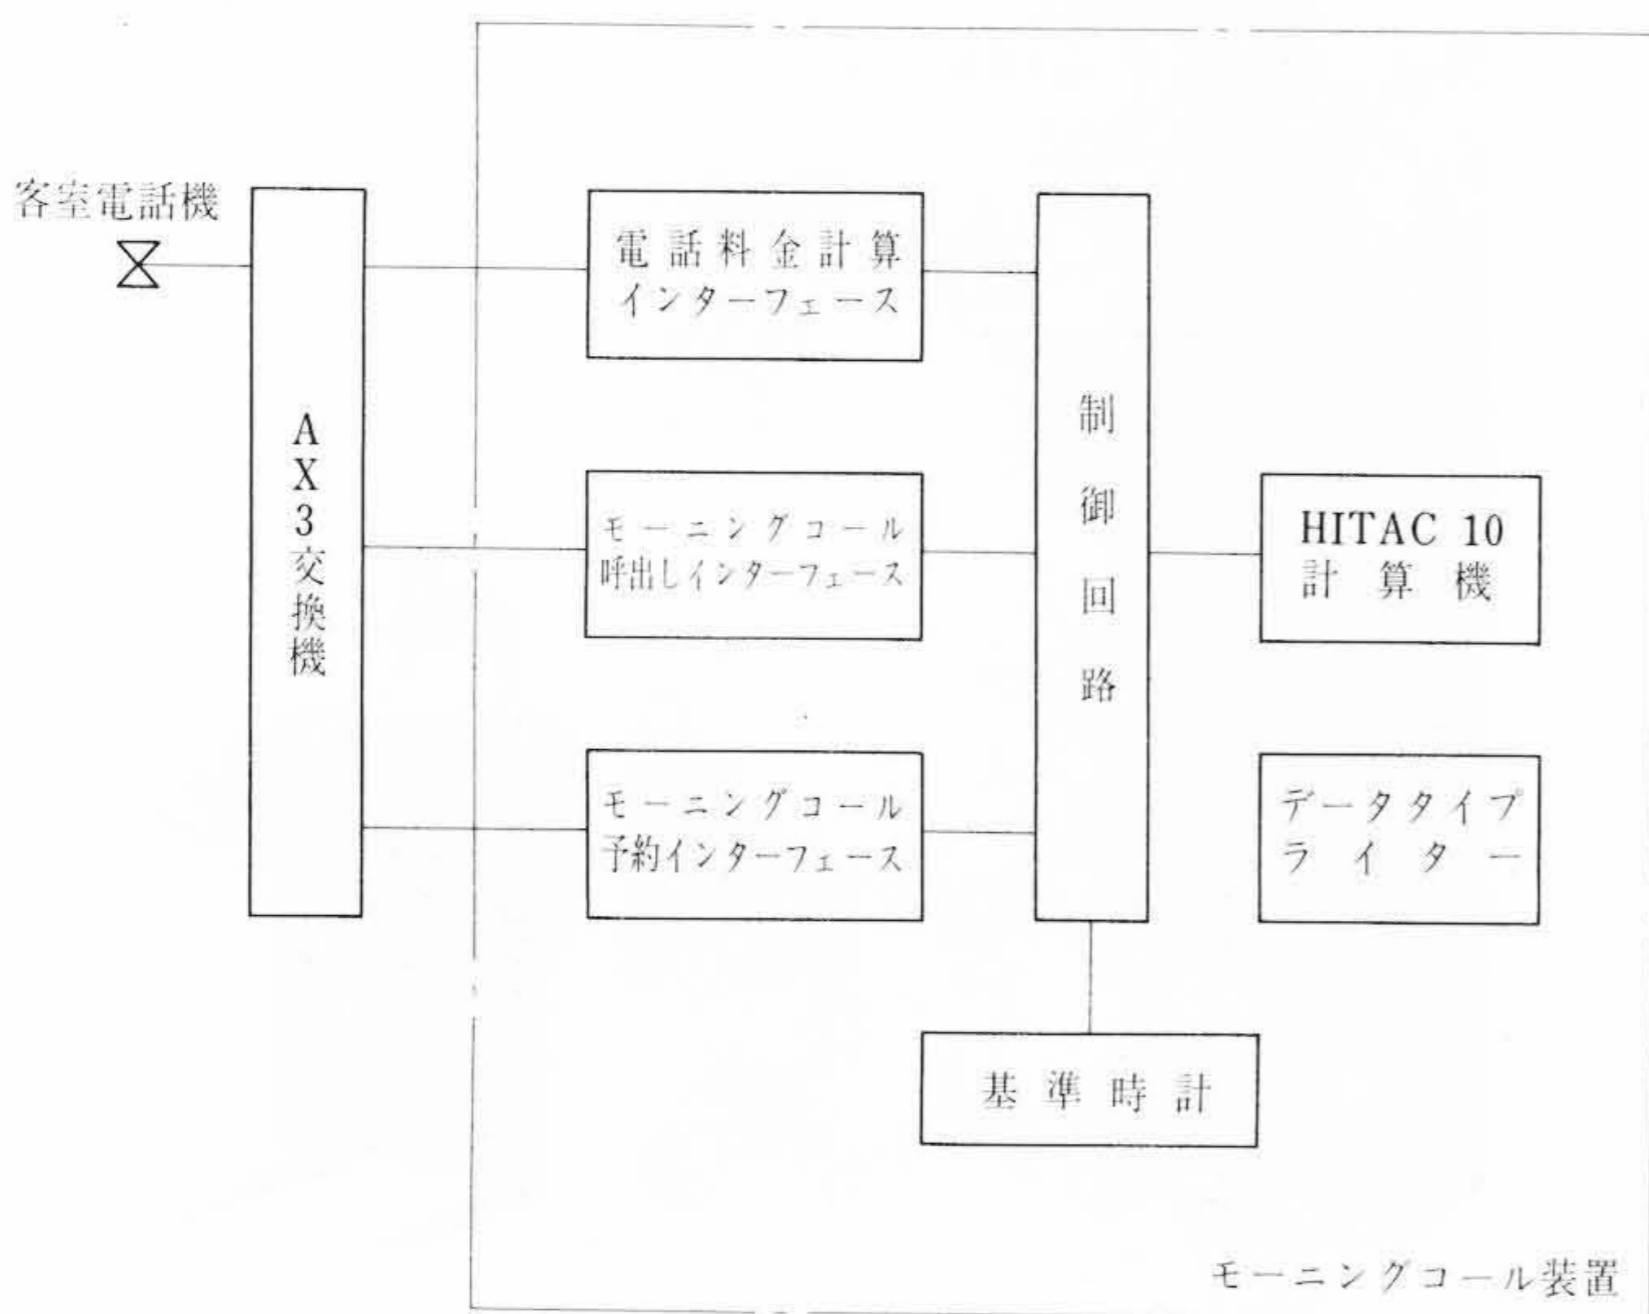 客室電話機
AX3交換機
電話料金計算
インターフェース
モーニングコール
呼出しインターフェース
モーニングコール
予約インターフェース
制御回路
HITAC 10
計算機
データタイプ
ライター
基準時計
モーニングコール装置